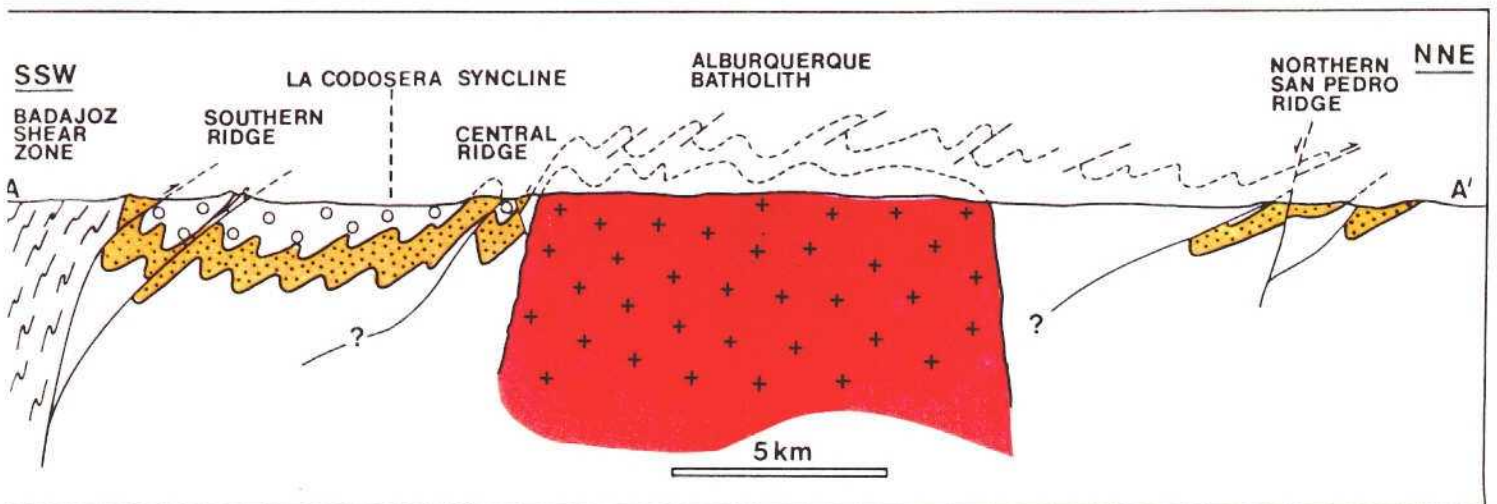 SSW
BADAJOZ
SHEAR
ZONE
SOUTHERN
RIDGE
LA CODOSERA SYNCLINE
CENTRAL
RIDGE
ALBURQUERQUE
BATHOLITH
NORTHERN
SAN PEDRO
RIDGE
NNE
A
A'
?
?
5 km